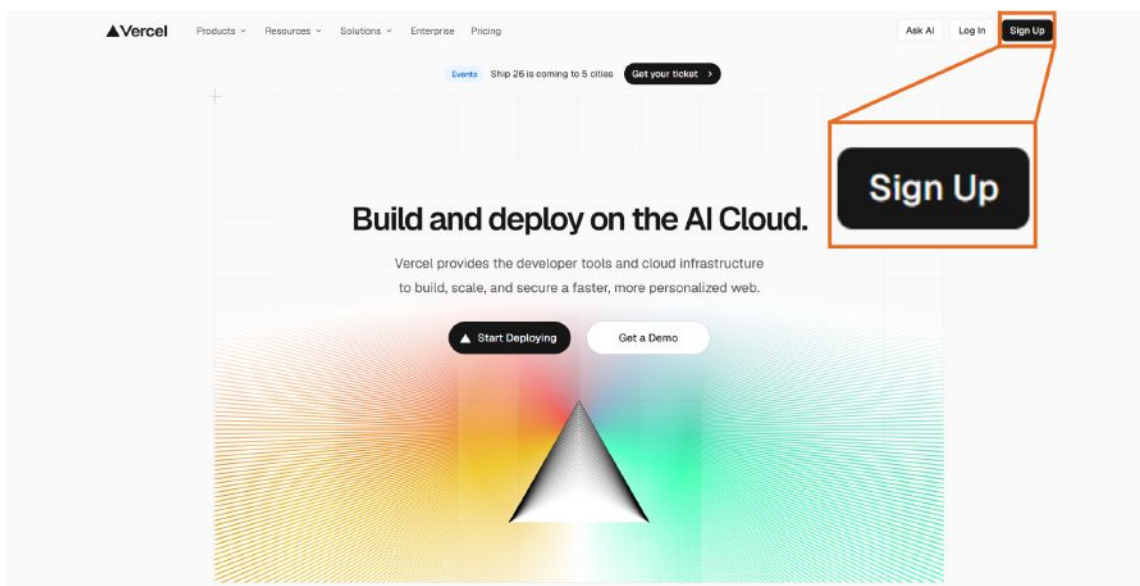 Vercel Products Resources Solutions Enterprise Pricing Ask AI Log In Sign Up
Events Ship 26 is coming to 5 cities Get your ticket
Sign Up
Build and deploy on the AI Cloud.
Vercel provides the developer tools and cloud infrastructure
to build, scale, and secure a faster, more personalized web.
Start Deploying Get a Demo